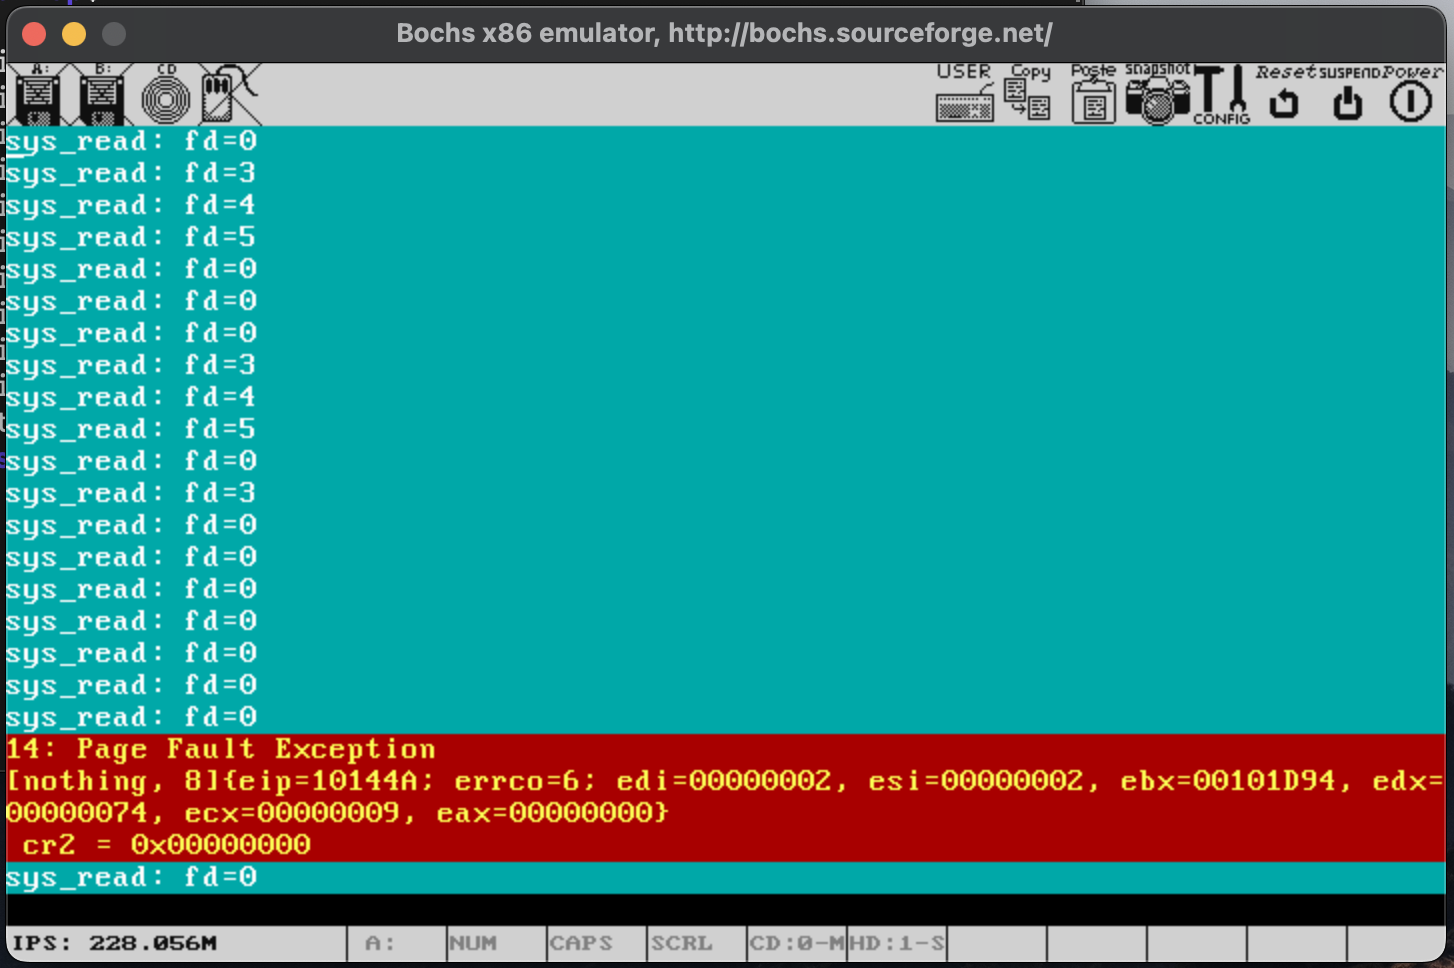 Bochs x86 emulator, http://bochs.sourceforge.net/
A: B: CD USER Copy Paste snapshot Reset SUSPEND Power
CONFIG
sys_read: fd=0
sys_read: fd=3
sys_read: fd=4
sys_read: fd=5
sys_read: fd=0
sys_read: fd=0
sys_read: fd=0
sys_read: fd=3
sys_read: fd=4
sys_read: fd=5
sys_read: fd=0
sys_read: fd=3
sys_read: fd=0
sys_read: fd=0
sys_read: fd=0
sys_read: fd=0
sys_read: fd=0
sys_read: fd=0
sys_read: fd=0
14: Page Fault Exception
[nothing, 8]{eip=10144A; errco=6; edi=00000002, esi=00000002, ebx=00101D94, edx=
00000074, ecx=00000009, eax=00000000}
cr2 = 0x00000000
sys_read: fd=0
IPS: 228.056M A: NUM CAPS SCRL CD:0-M HD:1-S